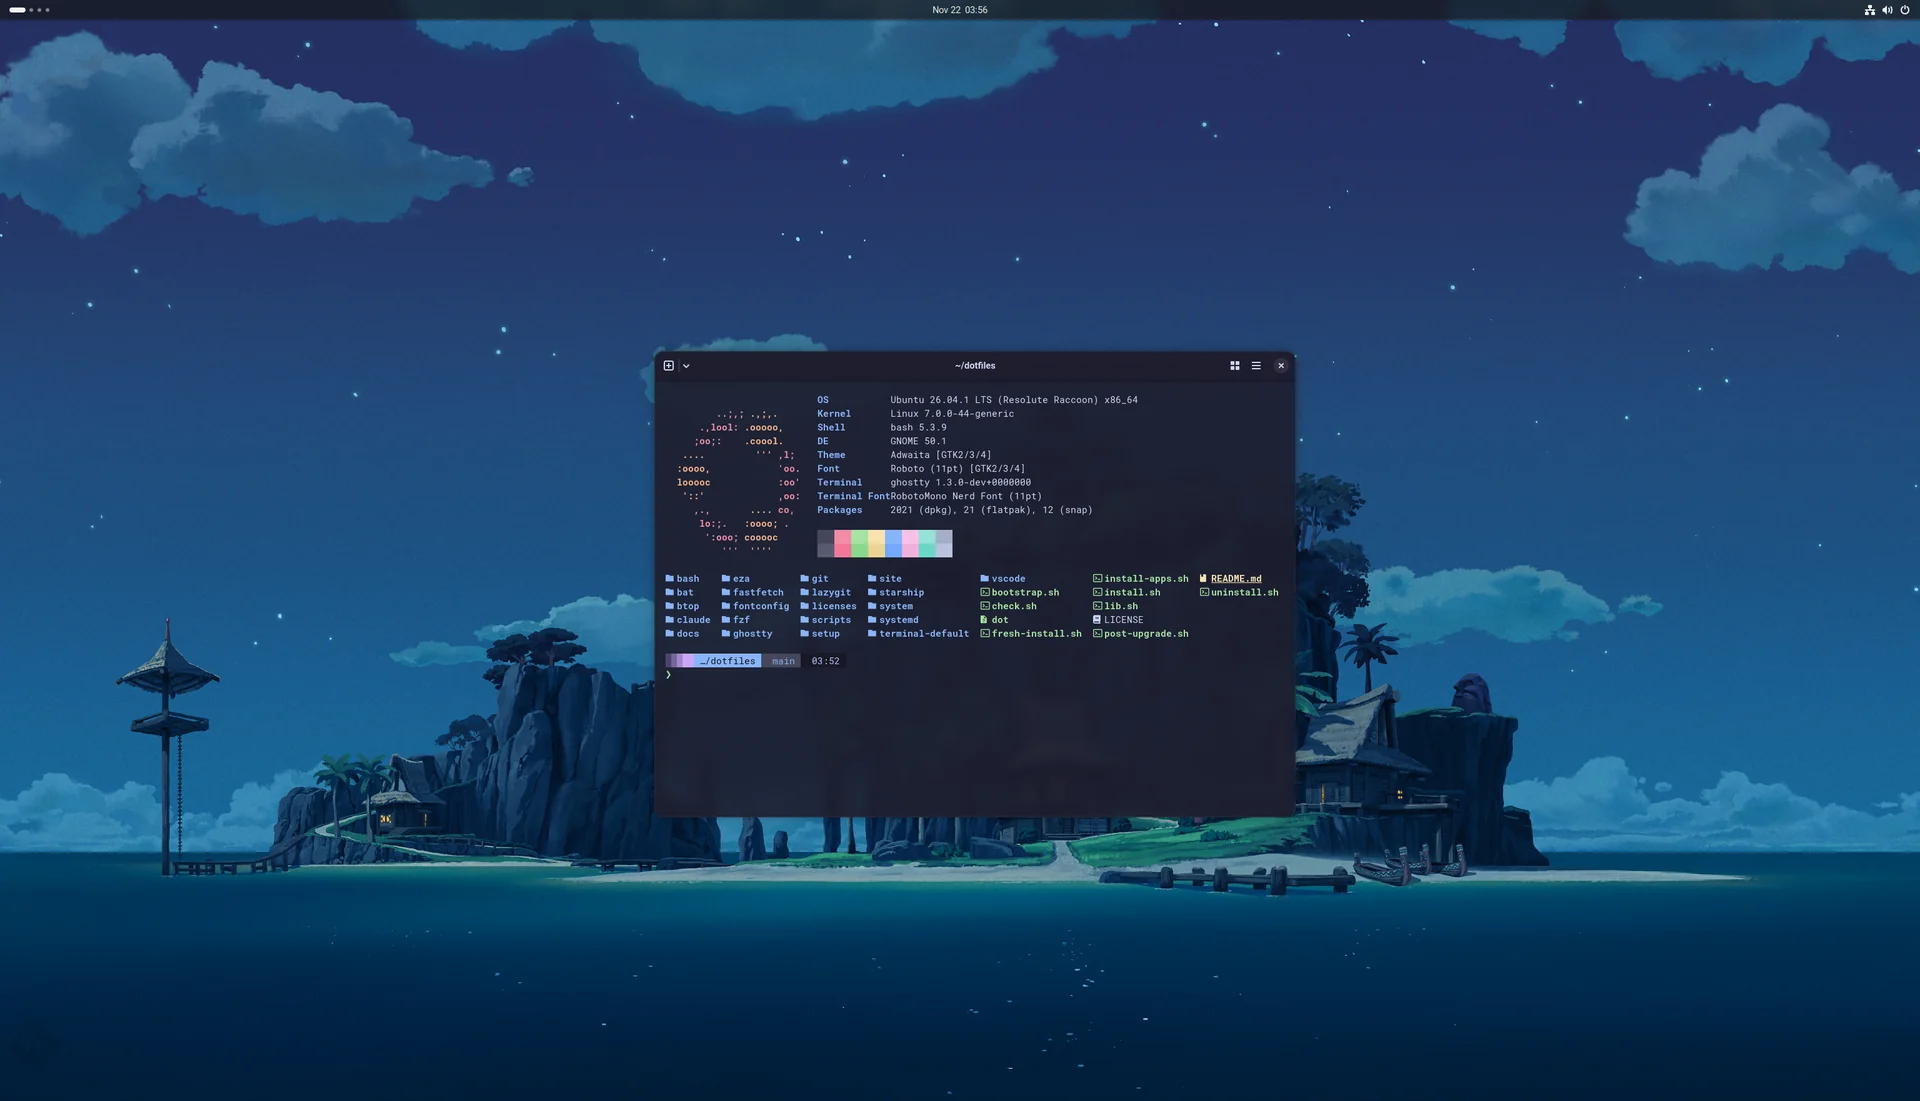 Nov 22 03:56
~/dotfiles
OS Ubuntu 26.04.1 LTS (Resolute Raccoon) x86_64
Kernel Linux 7.0.0-44-generic
Shell bash 5.3.9
DE GNOME 50.1
Theme Adwaita [GTK2/3/4]
Font Roboto (11pt) [GTK2/3/4]
Terminal ghostty 1.3.0-dev+0000000
Terminal FontRobotoMono Nerd Font (11pt)
Packages 2021 (dpkg), 21 (flatpak), 12 (snap)
bash eza git site vscode install-apps.sh README.md
bat fastfetch lazygit starship bootstrap.sh install.sh uninstall.sh
btop fontconfig licenses system check.sh lib.sh
claude fzf scripts systemd dot LICENSE
docs ghostty setup terminal-default fresh-install.sh post-upgrade.sh
…/dotfiles main 03:52
❯